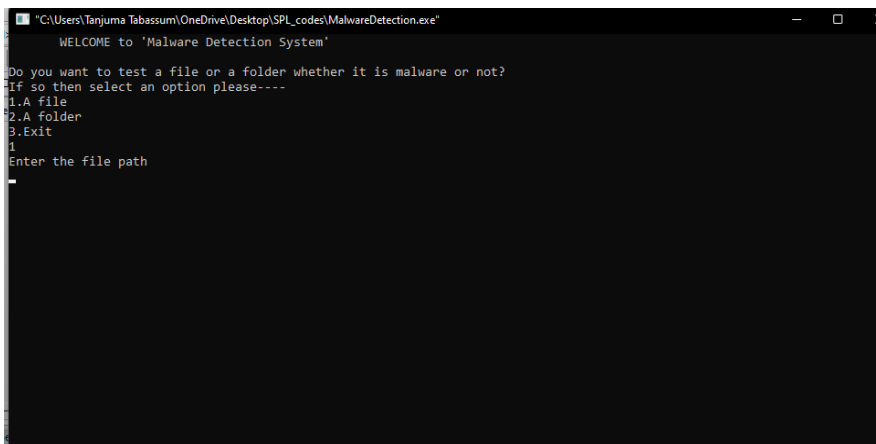 "C:\Users\Tanjuma Tabassum\OneDrive\Desktop\SPL_codes\MalwareDetection.exe"
WELCOME to 'Malware Detection System'
Do you want to test a file or a folder whether it is malware or not?
If so then select an option please----
1.A file
2.A folder
3.Exit
1
Enter the file path